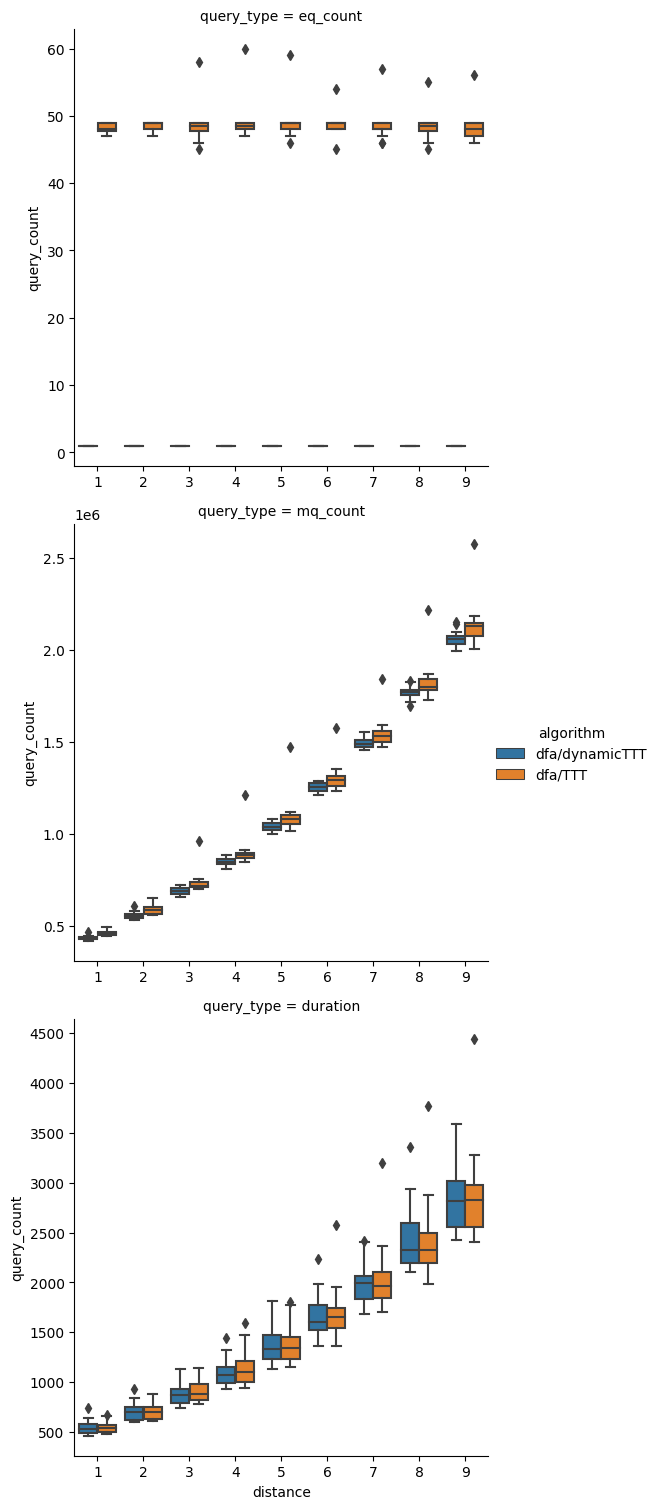 query_type = eq_count
60
50
40
30
20
10
0
query_count
1 2 3 4 5 6 7 8 9
query_type = mq_count
1e6
2.5
2.0
1.5
1.0
0.5
query_count
1 2 3 4 5 6 7 8 9
algorithm
dfa/dynamicTTT
dfa/TTT
query_type = duration
4500
4000
3500
3000
2500
2000
1500
1000
500
query_count
1 2 3 4 5 6 7 8 9
distance